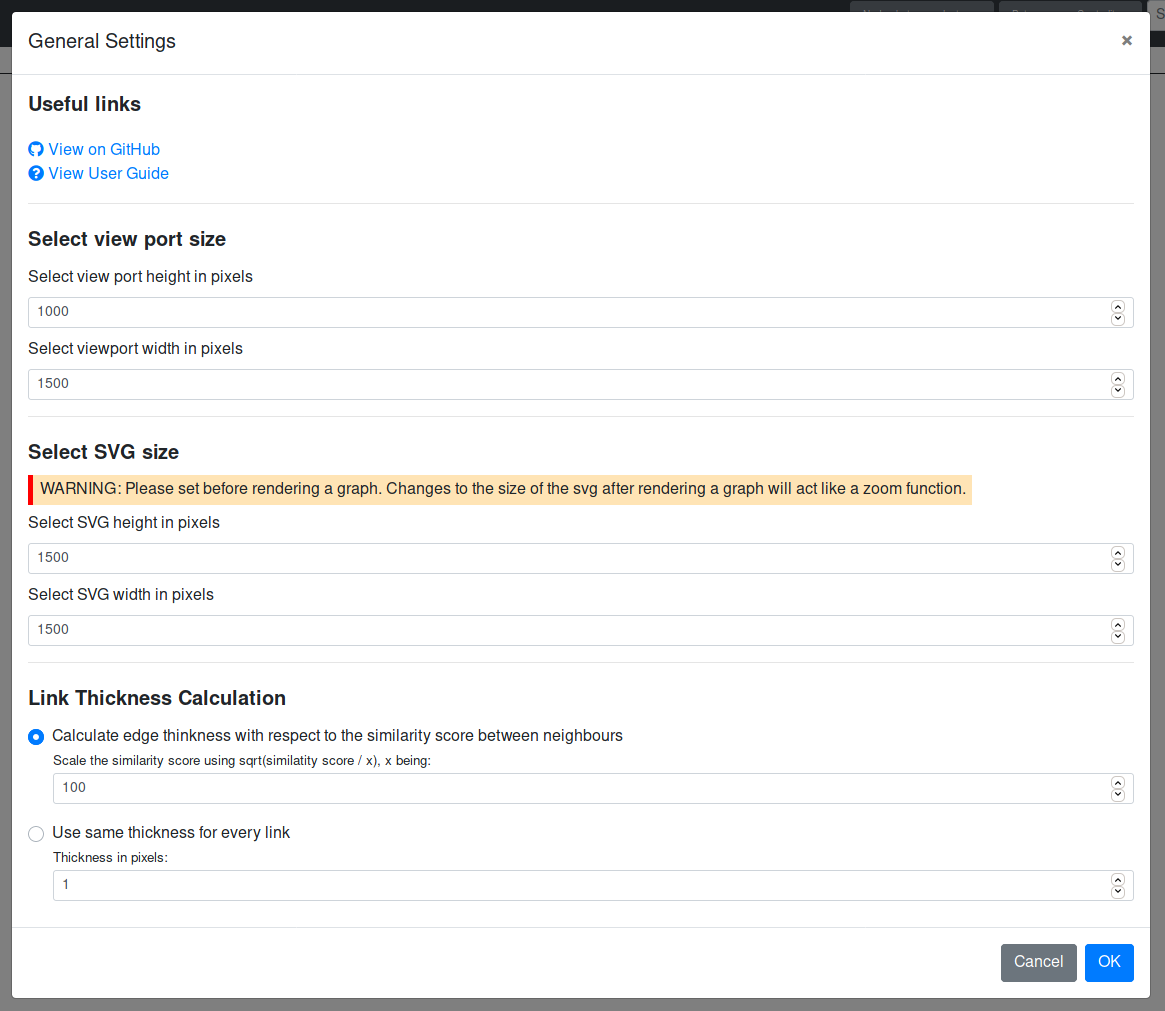 General Settings
×
Useful links
View on GitHub
View User Guide
Select view port size
Select view port height in pixels
1000
Select viewport width in pixels
1500
Select SVG size
WARNING: Please set before rendering a graph. Changes to the size of the svg after rendering a graph will act like a zoom function.
Select SVG height in pixels
1500
Select SVG width in pixels
1500
Link Thickness Calculation
Calculate edge thinkness with respect to the similarity score between neighbours
Scale the similarity score using sqrt(similatity score / x), x being:
100
Use same thickness for every link
Thickness in pixels:
1
Cancel OK